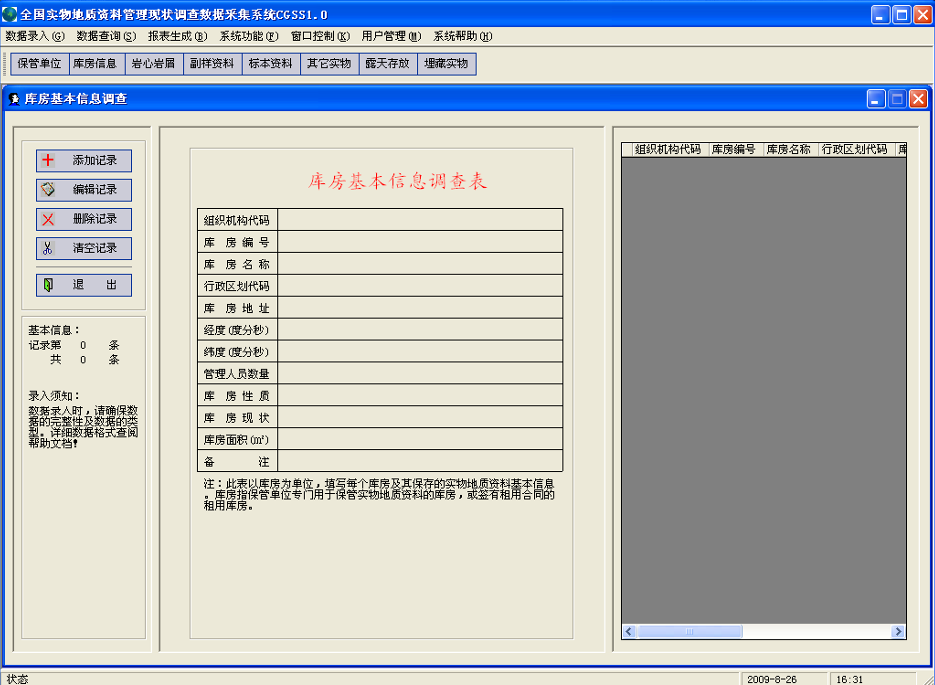 全国实物地质资料管理现状调查数据采集系统CGSS1.0
数据录入(G) 数据查询(S) 报表生成(B) 系统功能(F) 窗口控制(K) 用户管理(M) 系统帮助(H)
保管单位 库房信息 岩心岩屑 副样资料 标本资料 其它实物 露天存放 埋藏实物
库房基本信息调查
添加记录
编辑记录
删除记录
清空记录
退 出
基本信息：
记录第 0 条
共 0 条
录入须知：
数据录入时，请确保数
据的完整性及数据的类
型。详细数据格式查阅
帮助文档！
库房基本信息调查表
组织机构代码
库 房 编 号
库 房 名 称
行政区划代码
库 房 地 址
经度(度分秒)
纬度(度分秒)
管理人员数量
库 房 性 质
库 房 现 状
库房面积(㎡)
备 注
注：此表以库房为单位，填写每个库房及其保存的实物地质资料基本信息
。库房指保管单位专门用于保管实物地质资料的库房，或签有租用合同的
租用库房。
组织机构代码 库房编号 库房名称 行政区划代码 库
状态
2009-8-26 16:31